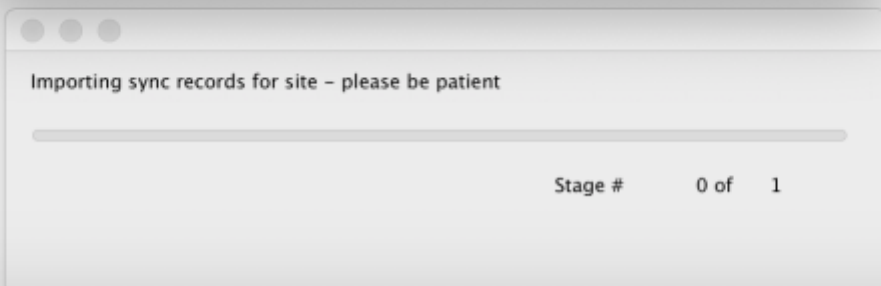 Importing sync records for site – please be patient
Stage # 0 of 1